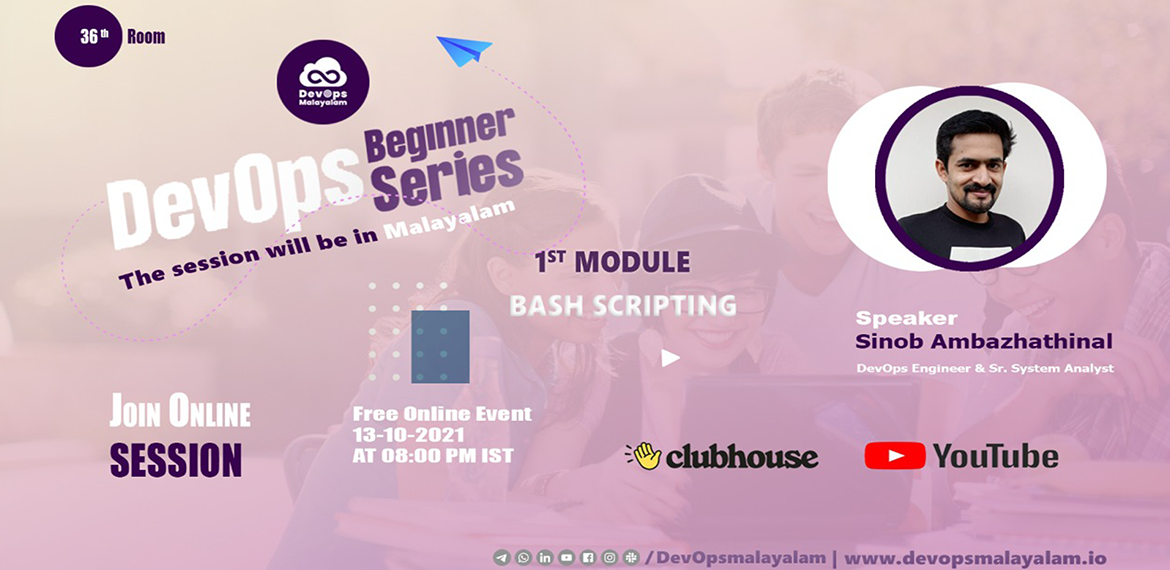 36th Room
DevOps
Malayalam
DevOps Beginner
Series
The session will be in Malayalam
1ST MODULE
BASH SCRIPTING
Speaker
Sinob Ambazhathinal
DevOps Engineer & Sr. System Analyst
Join Online
SESSION
Free Online Event
13-10-2021
AT 08:00 PM IST
clubhouse
YouTube
/DevOpsmalayalam | www.devopsmalayalam.io